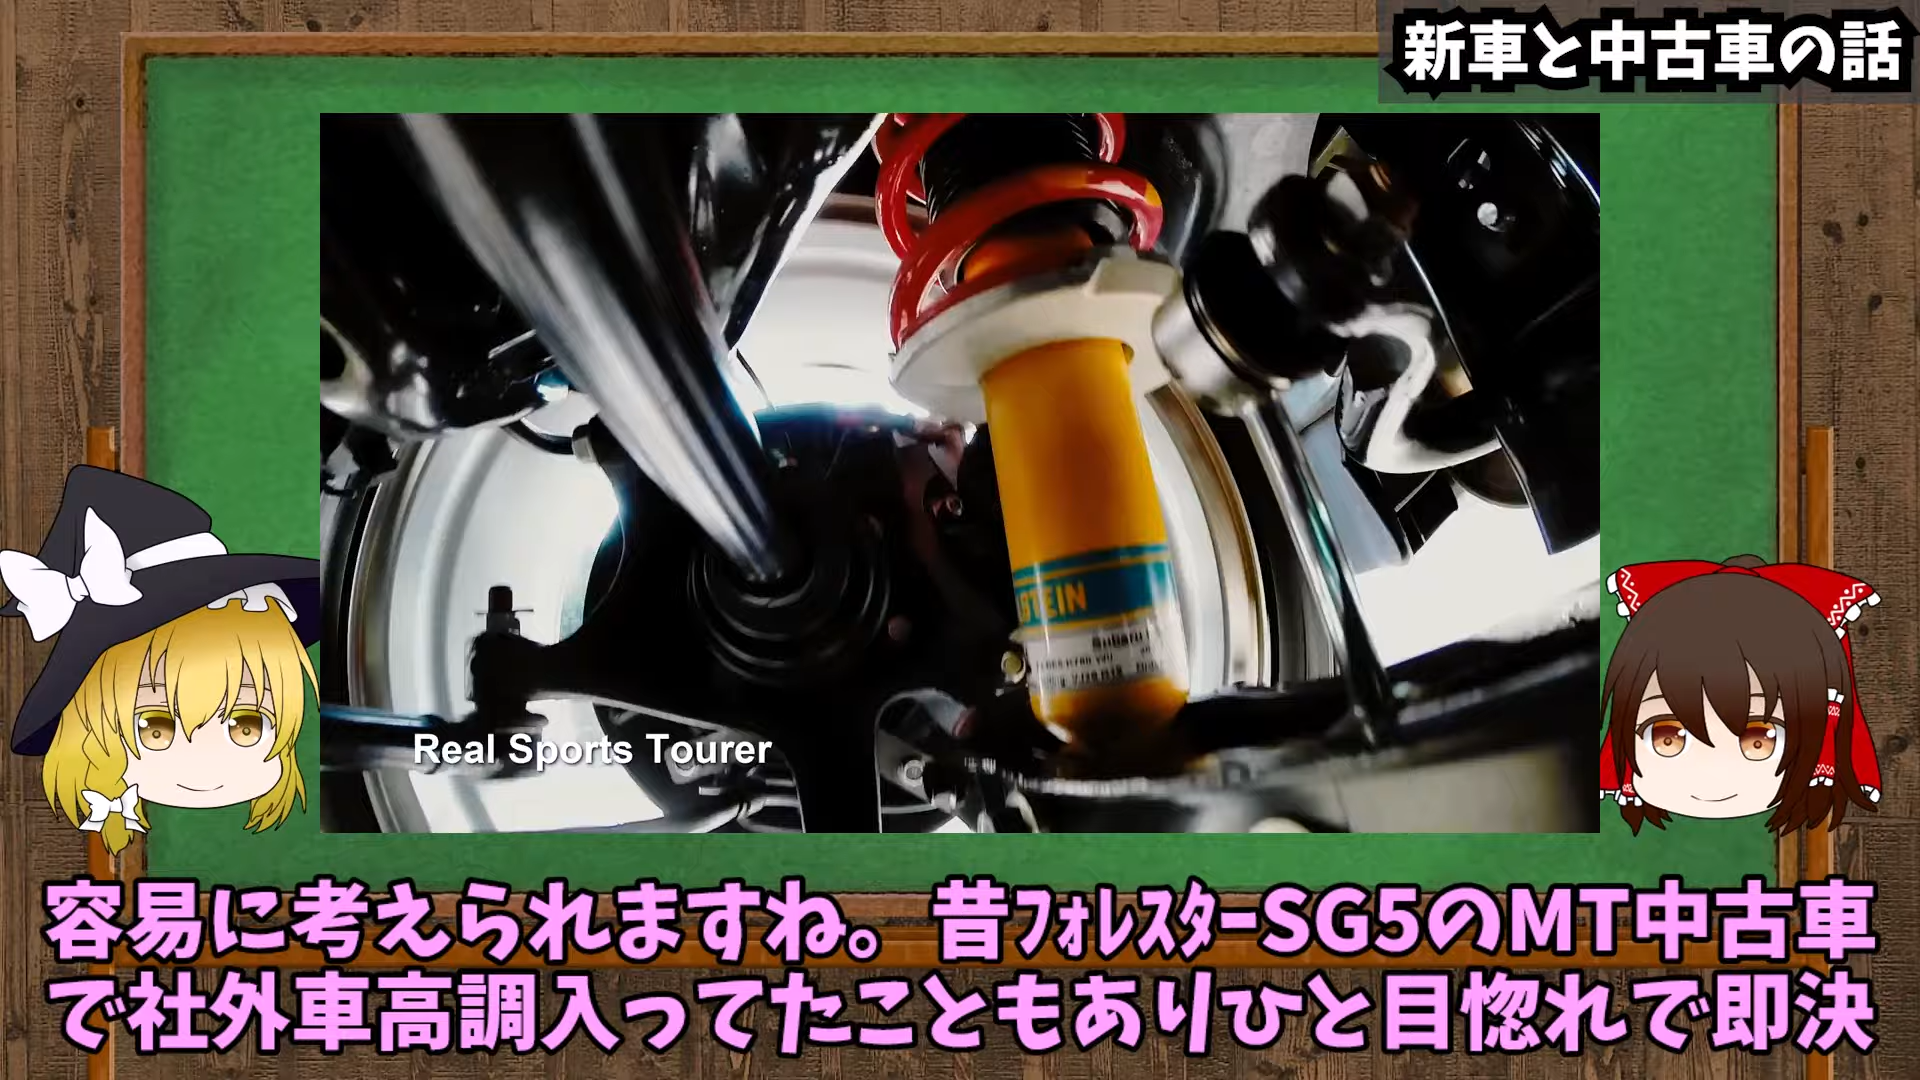 新車と中古車の話
Real Sports Tourer
容易に考えられますね。昔ﾌｫﾚｽﾀｰSG5のMT中古車
で社外車高調入ってたこともありひと目惚れで即決